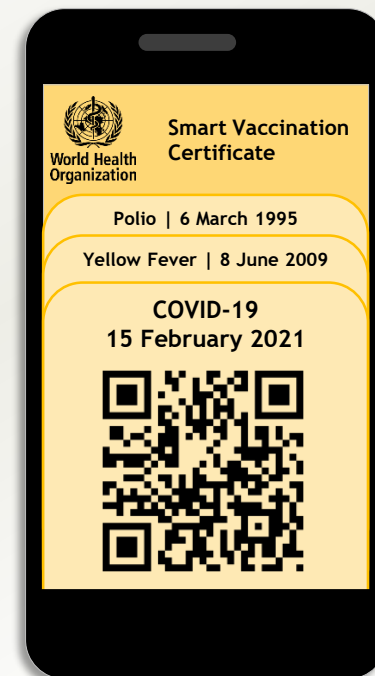 World Health
Organization
Smart Vaccination
Certificate
Polio | 6 March 1995
Yellow Fever | 8 June 2009
COVID-19
15 February 2021